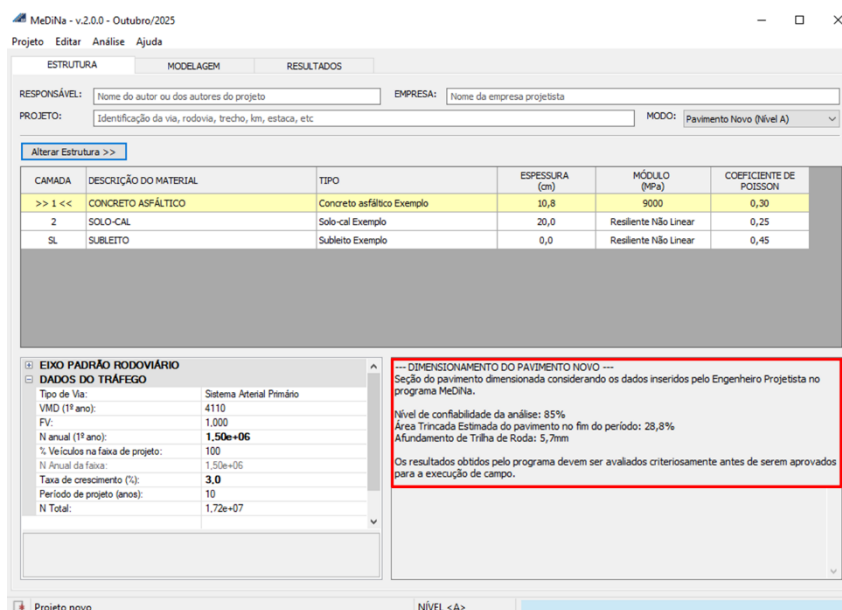 MeDiNa - v.2.0.0 - Outubro/2025
Projeto Editar Análise Ajuda
ESTRUTURA MODELAGEM RESULTADOS
RESPONSÁVEL: Nome do autor ou dos autores do projeto EMPRESA: Nome da empresa projetista
PROJETO: Identificação da via, rodovia, trecho, km, estaca, etc MODO: Pavimento Novo (Nível A)
Alterar Estrutura >>
CAMADA DESCRIÇÃO DO MATERIAL TIPO ESPESSURA (cm) MÓDULO (MPa) COEFICIENTE DE POISSON
>> 1 << CONCRETO ASFÁLTICO Concreto asfáltico Exemplo 10,8 9000 0,30
2 SOLO-CAL Solo-cal Exemplo 20,0 Resiliente Não Linear 0,25
SL SUBLEITO Subleito Exemplo 0,0 Resiliente Não Linear 0,45
EIXO PADRÃO RODOVIÁRIO
DADOS DO TRÁFEGO
Tipo de Via: Sistema Arterial Primário
VMD (1º ano): 4110
FV: 1,000
N anual (1º ano): 1,50e+06
% Veículos na faixa de projeto: 100
N Anual da faixa: 1,50e+06
Taxa de crescimento (%): 3,0
Período de projeto (anos): 10
N Total: 1,72e+07
--- DIMENSIONAMENTO DO PAVIMENTO NOVO ---
Seção do pavimento dimensionada considerando os dados inseridos pelo Engenheiro Projetista no
programa MeDiNa.
Nível de confiabilidade da análise: 85%
Área Trincada Estimada do pavimento no fim do período: 28,8%
Afundamento de Trilha de Roda: 5,7mm
Os resultados obtidos pelo programa devem ser avaliados criteriosamente antes de serem aprovados
para a execução de campo.
Projeto novo NÍVEL <A>